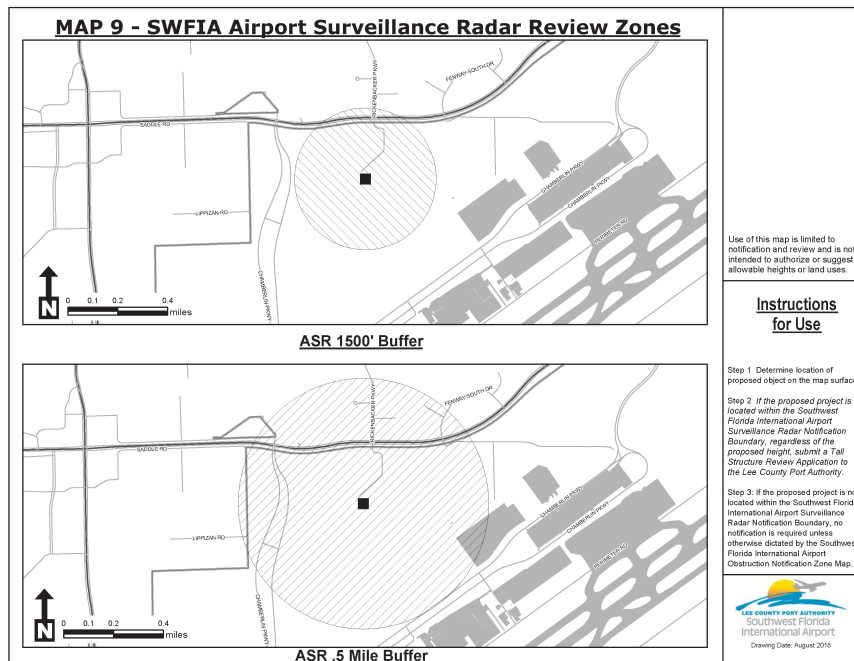 MAP 9 - SWFIA Airport Surveillance Radar Review Zones
RICKENBACKER PKWY
FENWAY SOUTH DR
SADDLE RD
CHAMBERLIN PKWY
CHAMBERLIN PKWY
LIPPIZAN RD
PERIMETER RD
CHAMBERLIN PKWY
N
0 0.1 0.2 0.4
miles
ASR 1500' Buffer
RICKENBACKER PKWY
FENWAY SOUTH DR
SADDLE RD
CHAMBERLIN PKWY
CHAMBERLIN PKWY
LIPPIZAN RD
PERIMETER RD
CHAMBERLIN PKWY
N
0 0.1 0.2 0.4
miles
ASR .5 Mile Buffer
Use of this map is limited to
notification and review and is not
intended to authorize or suggest
allowable heights or land uses.
Instructions
for Use
Step 1 Determine location of
proposed object on the map surface
Step 2 If the proposed project is
located within the Southwest
Florida International Airport
Surveillance Radar Notification
Boundary, regardless of the
proposed height, submit a Tall
Structure Review Application to
the Lee County Port Authority.
Step 3: If the proposed project is no
located within the Southwest Florid
International Airport Surveillance
Radar Notification Boundary, no
notification is required unless
otherwise dictated by the Southwes
Florida International Airport
Obstruction Notification Zone Map.
LEE COUNTY PORT AUTHORITY
Southwest Florida
International Airport
Drawing Date: August 2018